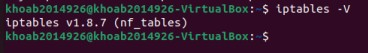 khoab2014926@khoab2014926-VirtualBox:~$ iptables -V
iptables v1.8.7 (nf_tables)
khoab2014926@khoab2014926-VirtualBox:~$